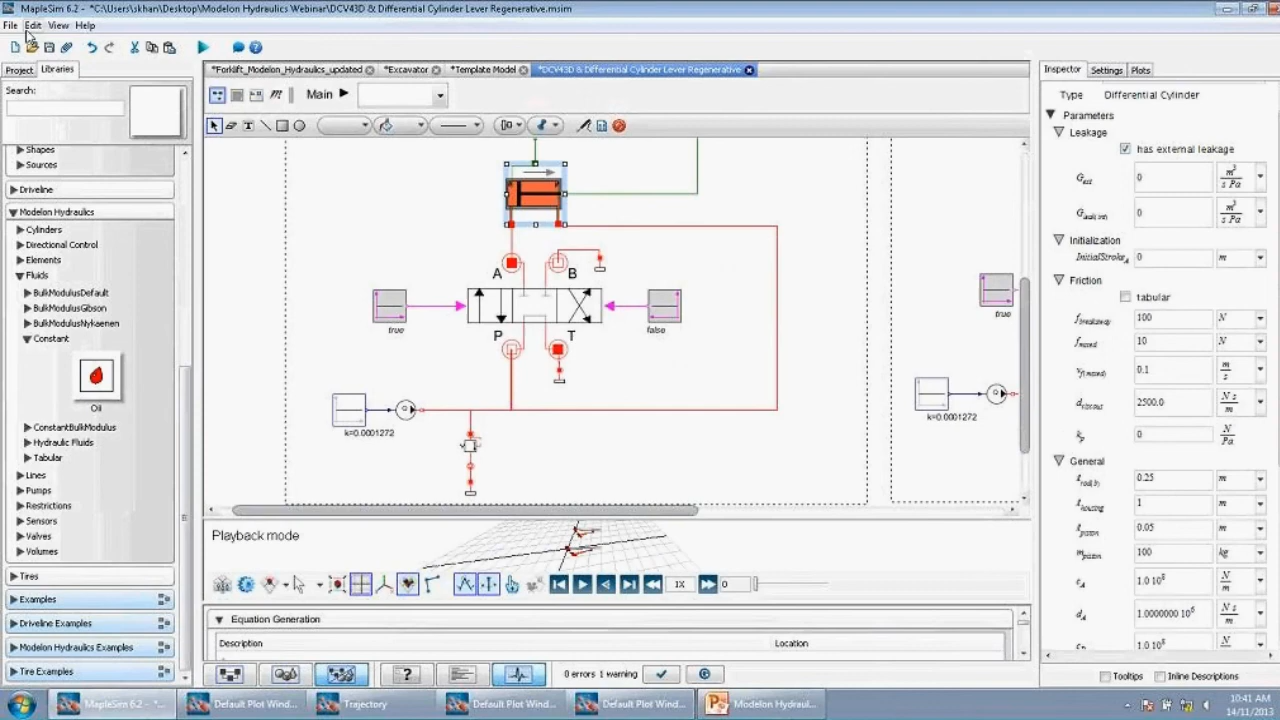 MapleSim 6.2 - *C:\Users\skhan\Desktop\Modelon Hydraulics Webinar\DCV43D & Differential Cylinder Lever Regenerative.msim
File Edit View Help
Project Libraries
*Forklift_Modelon_Hydraulics_updated *Excavator *Template Model *DCV43D & Differential Cylinder Lever Regenerative
Inspector Settings Plots
Search:
Main
Type Differential Cylinder
Parameters
Leakage
has external leakage
0
0
Initialization
0 m
Friction
tabular
100 N
10 N
0.1
2500.0
0
General
0.25 m
1 m
0.05 m
100 kg
Shapes
Sources
Driveline
Modelon Hydraulics
Cylinders
Directional Control
Elements
Fluids
BulkModulusDefault
BulkModulusGibson
BulkModulusNykaenen
Constant
Oil
ConstantBulkModulus
Hydraulic Fluids
Tabular
Lines
Pumps
Restrictions
Sensors
Valves
Volumes
Tires
Examples
Driveline Examples
Modelon Hydraulics Examples
Tire Examples
A B
true false
P T
k=0.0001272
true
k=0.0001272
Playback mode
1X 0
Equation Generation
Description Location
0 errors 1 warning
Tooltips Inline Descriptions
MapleSim 6.2 - *...
Default Plot Wind...
Trajectory
Default Plot Wind...
Default Plot Wind...
Modelon Hydraul...
10:41 AM
14/11/2013